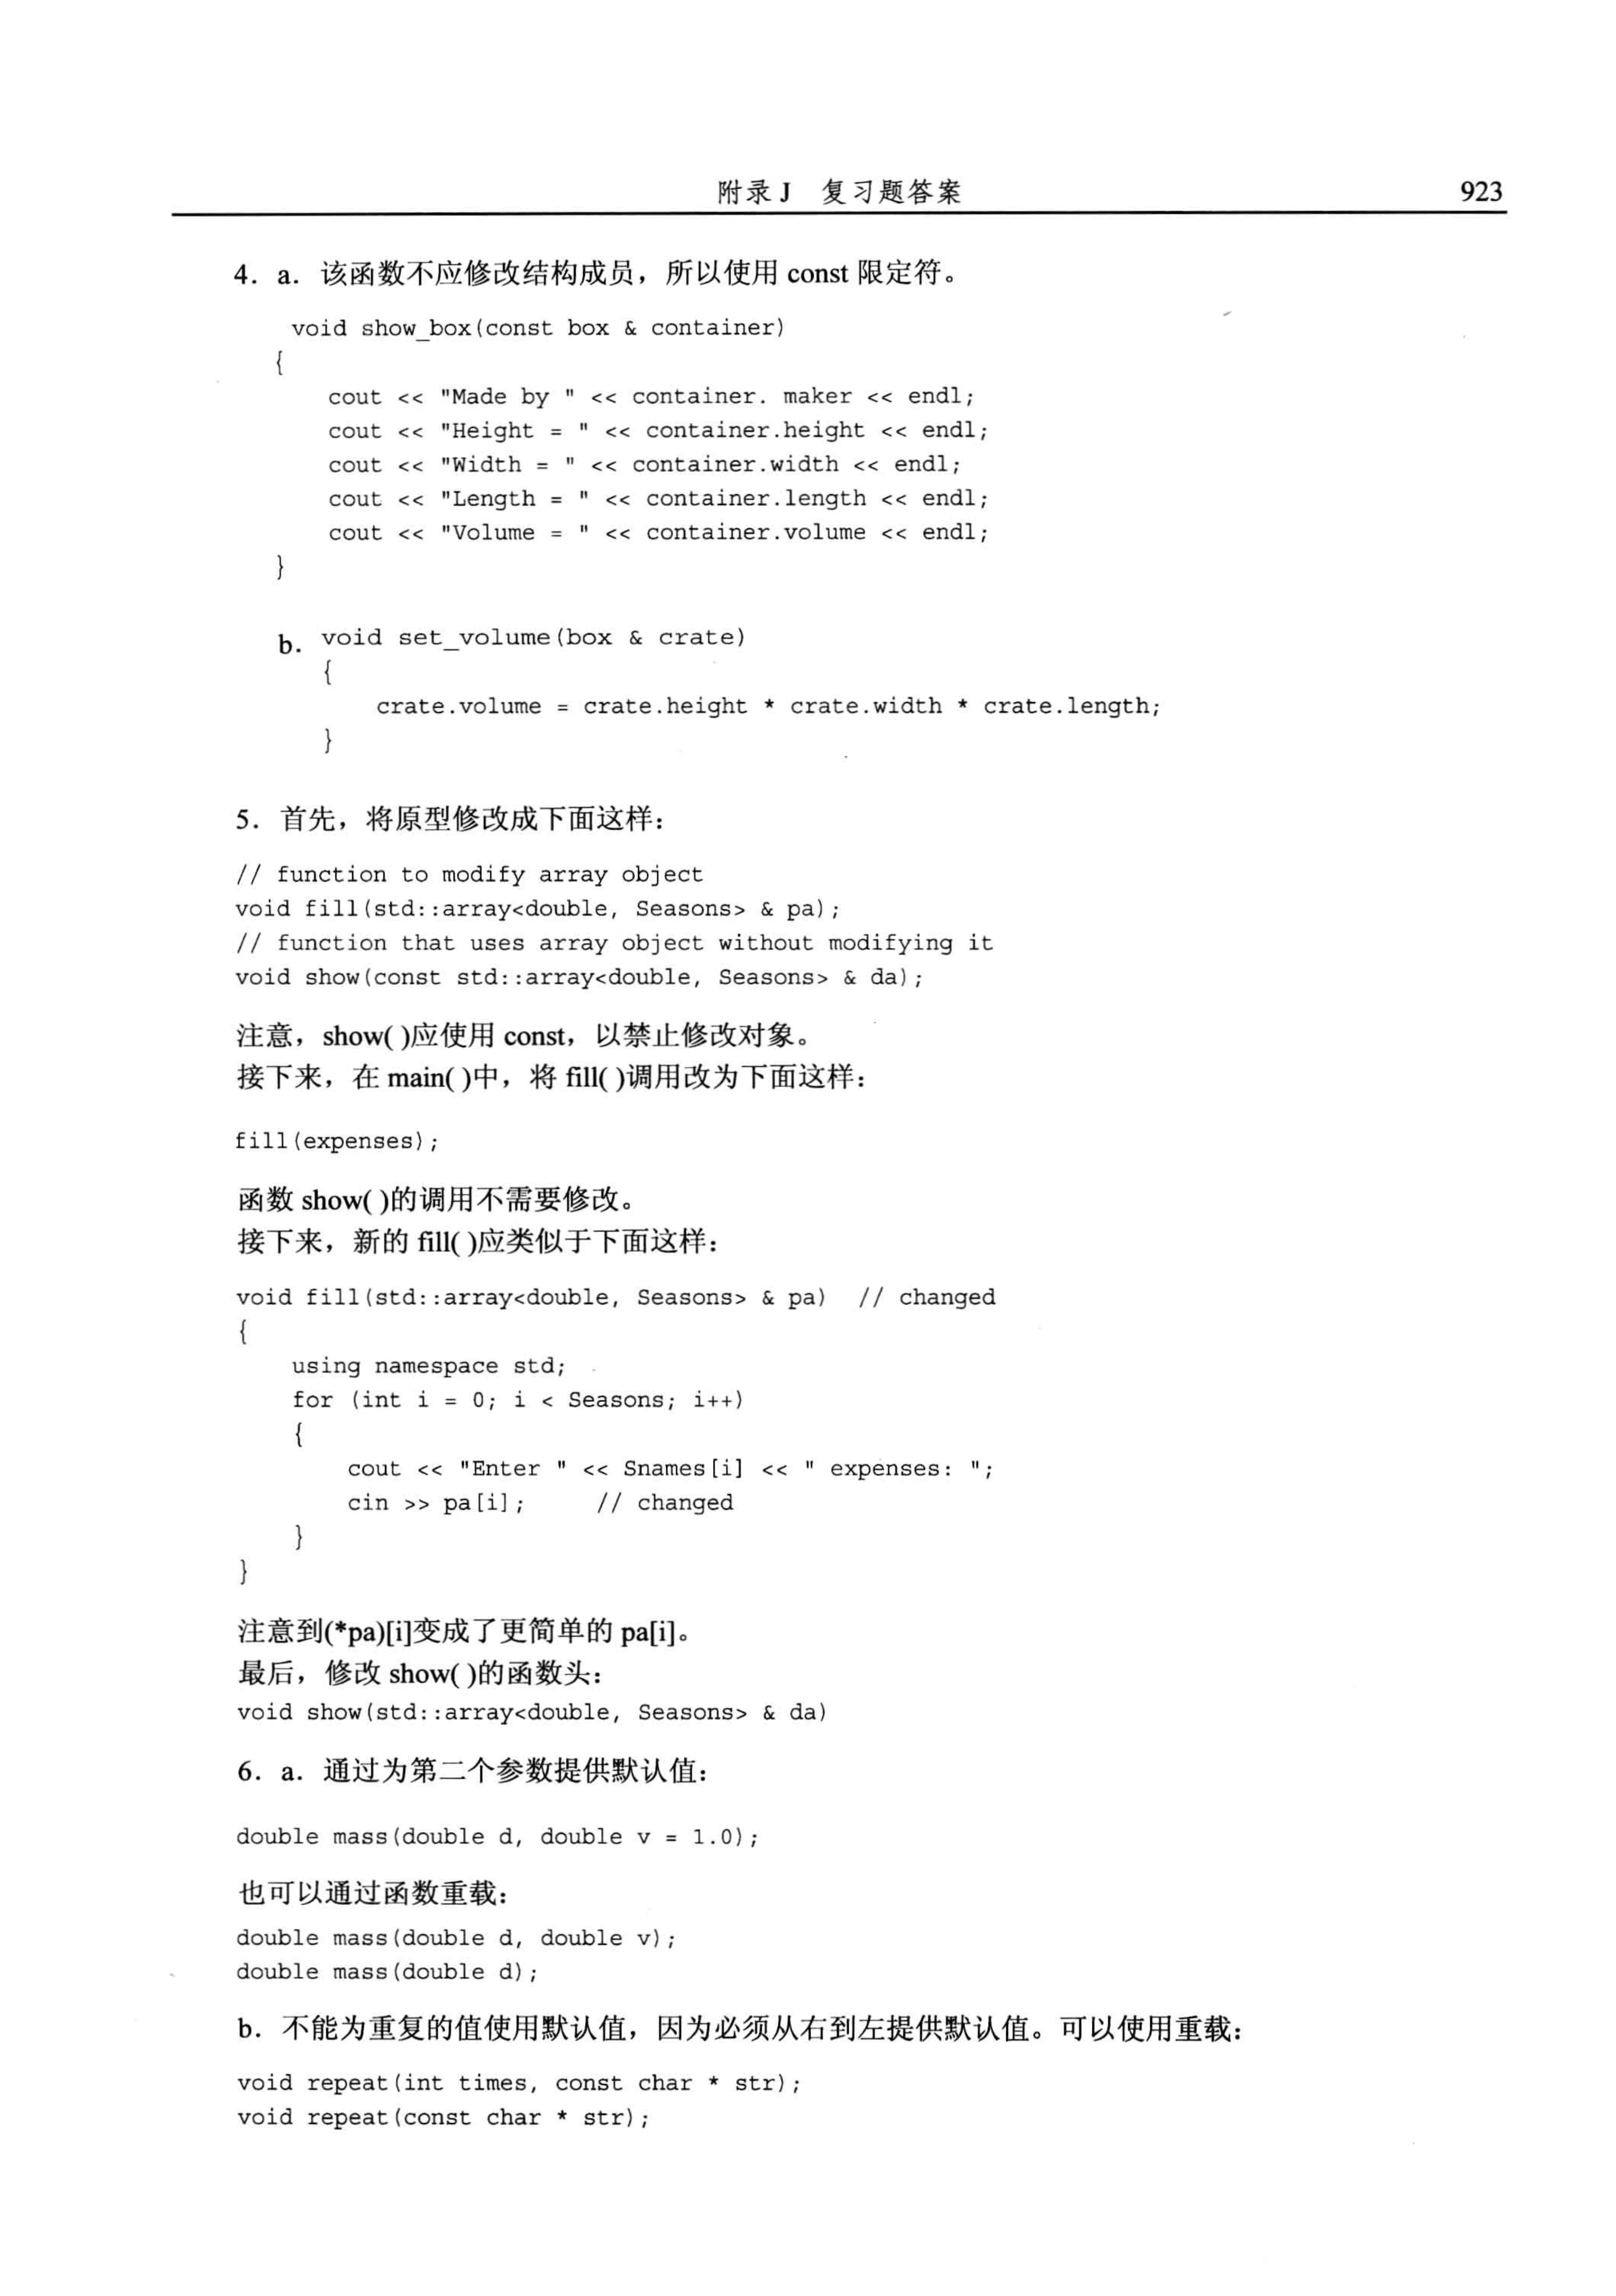 附录 J 复习题答案 923
4. a. 该函数不应修改结构成员，所以使用 const 限定符。
void show_box(const box & container)
{
cout << "Made by " << container. maker << endl;
cout << "Height = " << container.height << endl;
cout << "Width = " << container.width << endl;
cout << "Length = " << container.length << endl;
cout << "Volume = " << container.volume << endl;
}
b. void set_volume(box & crate)
{
crate.volume = crate.height * crate.width * crate.length;
}
5. 首先，将原型修改成下面这样：
// function to modify array object
void fill(std::array<double, Seasons> & pa);
// function that uses array object without modifying it
void show(const std::array<double, Seasons> & da);
注意，show( )应使用 const，以禁止修改对象。
接下来，在 main( )中，将 fill( )调用改为下面这样：
fill(expenses);
函数 show( )的调用不需要修改。
接下来，新的 fill( )应类似于下面这样：
void fill(std::array<double, Seasons> & pa) // changed
{
using namespace std;
for (int i = 0; i < Seasons; i++)
{
cout << "Enter " << Snames[i] << " expenses: ";
cin >> pa[i]; // changed
}
}
注意到(*pa)[i]变成了更简单的 pa[i]。
最后，修改 show( )的函数头：
void show(std::array<double, Seasons> & da)
6. a. 通过为第二个参数提供默认值：
double mass(double d, double v = 1.0);
也可以通过函数重载：
double mass(double d, double v);
double mass(double d);
b. 不能为重复的值使用默认值，因为必须从右到左提供默认值。可以使用重载：
void repeat(int times, const char * str);
void repeat(const char * str);